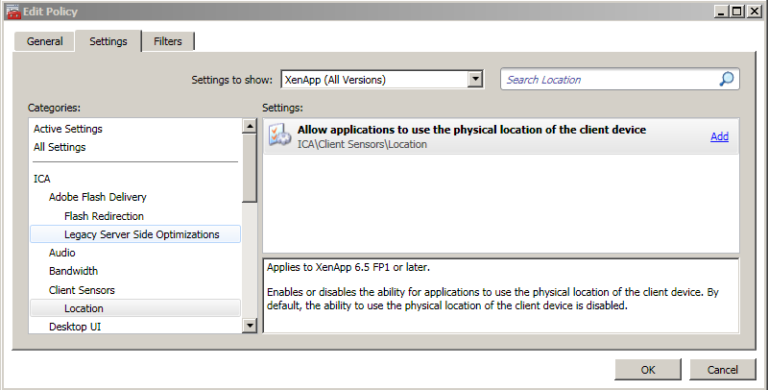 Edit Policy
General Settings Filters
Settings to show: XenApp (All Versions) Search Location
Categories:
Active Settings
All Settings
ICA
Adobe Flash Delivery
Flash Redirection
Legacy Server Side Optimizations
Audio
Bandwidth
Client Sensors
Location
Desktop UI
Settings:
Allow applications to use the physical location of the client device
ICA\Client Sensors\Location
Add
Applies to XenApp 6.5 FP1 or later.
Enables or disables the ability for applications to use the physical location of the client device. By
default, the ability to use the physical location of the client device is disabled.
OK Cancel